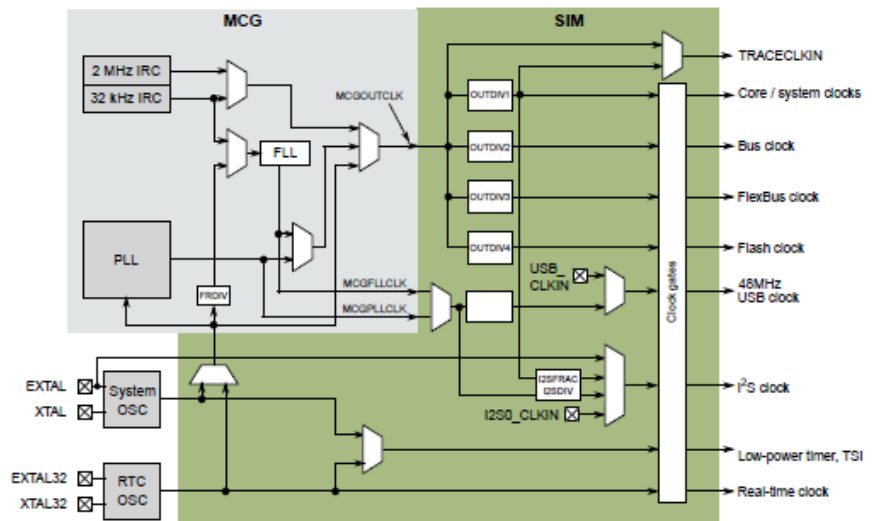 MCG
SIM
2 MHz IRC
32 kHz IRC
FLL
PLL
FRDIV
MCGOUTCLK
MCGFLLCLK
MCGPLLCLK
OUTDIV1
OUTDIV2
OUTDIV3
OUTDIV4
USB_
CLKIN
I2SFRAC
I2SDIV
I2S0_CLKIN
Clock gates
TRACECLKIN
Core / system clocks
Bus clock
FlexBus clock
Flash clock
48MHz
USB clock
I²S clock
Low-power timer, TSI
Real-time clock
EXTAL
XTAL
System
OSC
EXTAL32
XTAL32
RTC
OSC